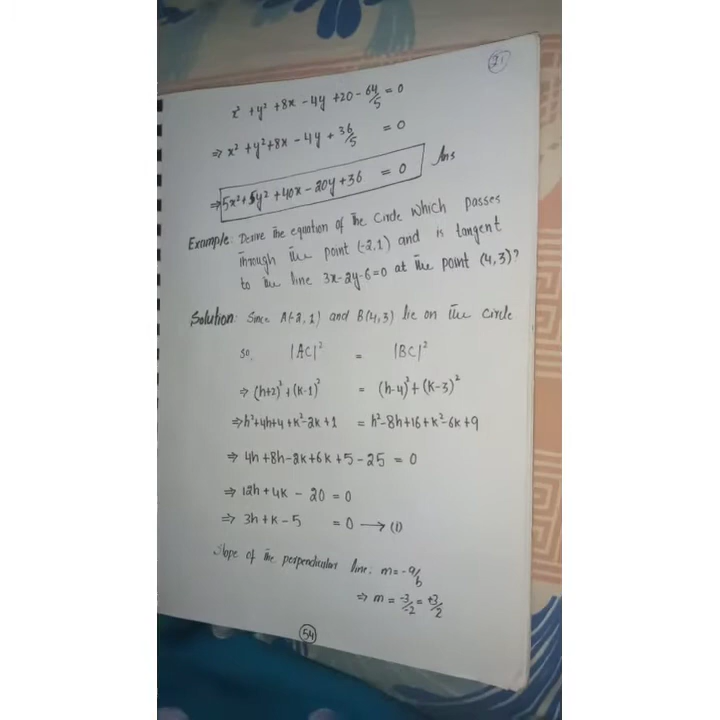 21
x² + y² + 8x - 4y + 20 - 64/5 = 0
⇒ x² + y² + 8x - 4y + 36/5 = 0
⇒ 5x² + 5y² + 40x - 20y + 36 = 0 Ans
Example: Derive the equation of the Circle which passes
through the point (-2,1) and is tangent
to the line 3x-2y-6=0 at the point (4,3)?
Solution: Since A(-2,1) and B(4,3) lie on the circle
so, |AC|² = |BC|²
⇒ (h+2)² + (k-1)² = (h-4)² + (k-3)²
⇒ h²+4h+4+k²-2k+1 = h²-8h+16+k²-6k+9
⇒ 4h+8h-2k+6k+5-25 = 0
⇒ 12h+4k - 20 = 0
⇒ 3h+k-5 = 0 → (1)
Slope of the perpendicular line: m = -a/b
⇒ m = -3/-2 = +3/2
54